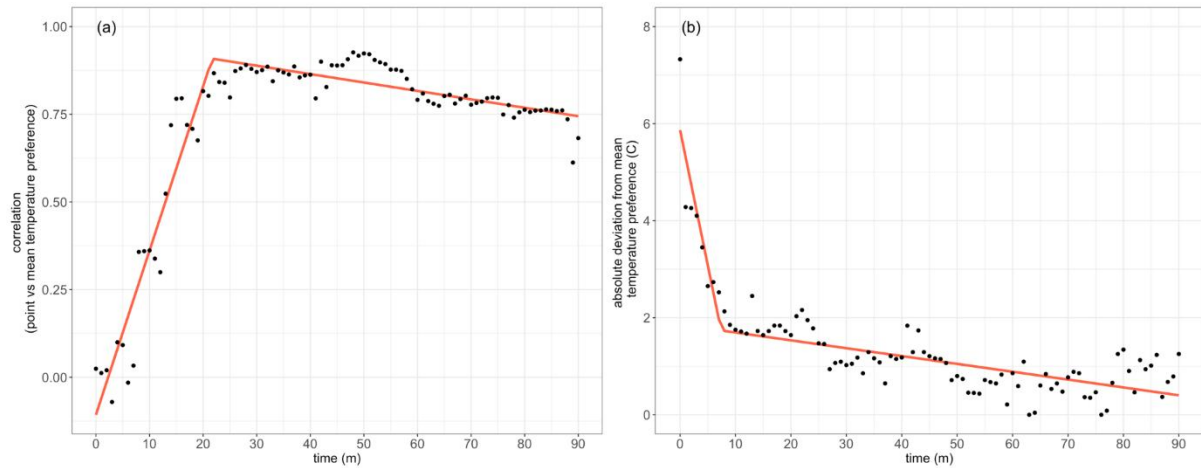 (a)
1.00
0.75
0.50
0.25
0.00
correlation
(point vs mean temperature preference)
0 10 20 30 40 50 60 70 80 90
time (m)
(b)
8
6
4
2
0
absolute deviation from mean
temperature preference (C)
0 10 20 30 40 50 60 70 80 90
time (m)